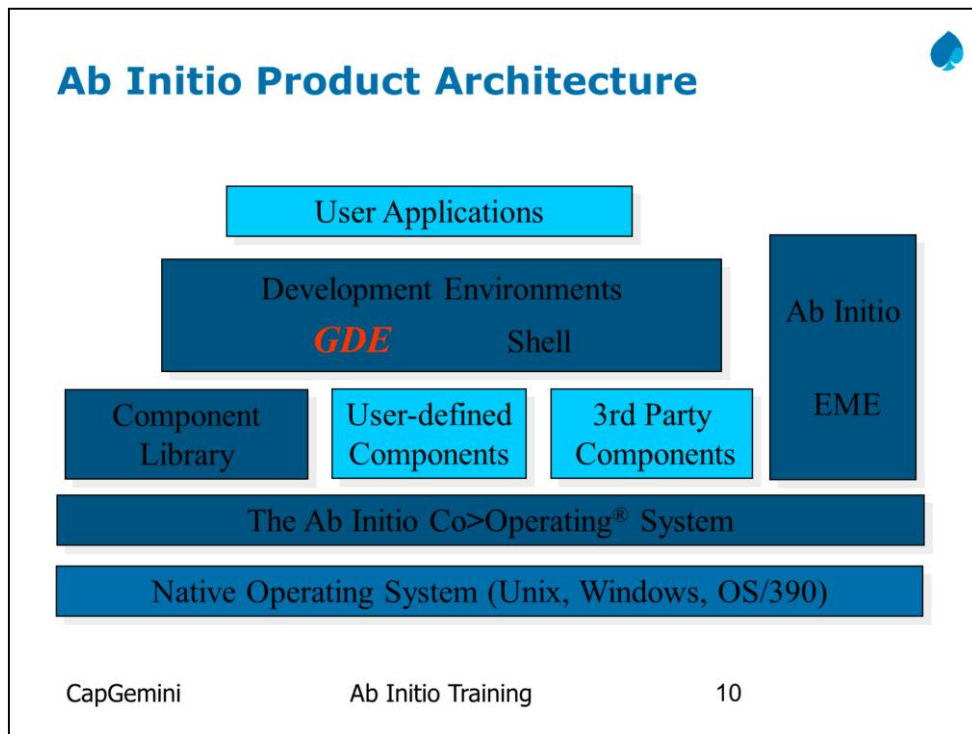 Ab Initio Product Architecture
User Applications
Development Environments
GDE Shell
Ab Initio
EME
Component
Library
User-defined
Components
3rd Party
Components
The Ab Initio Co>Operating® System
Native Operating System (Unix, Windows, OS/390)
CapGemini Ab Initio Training 10